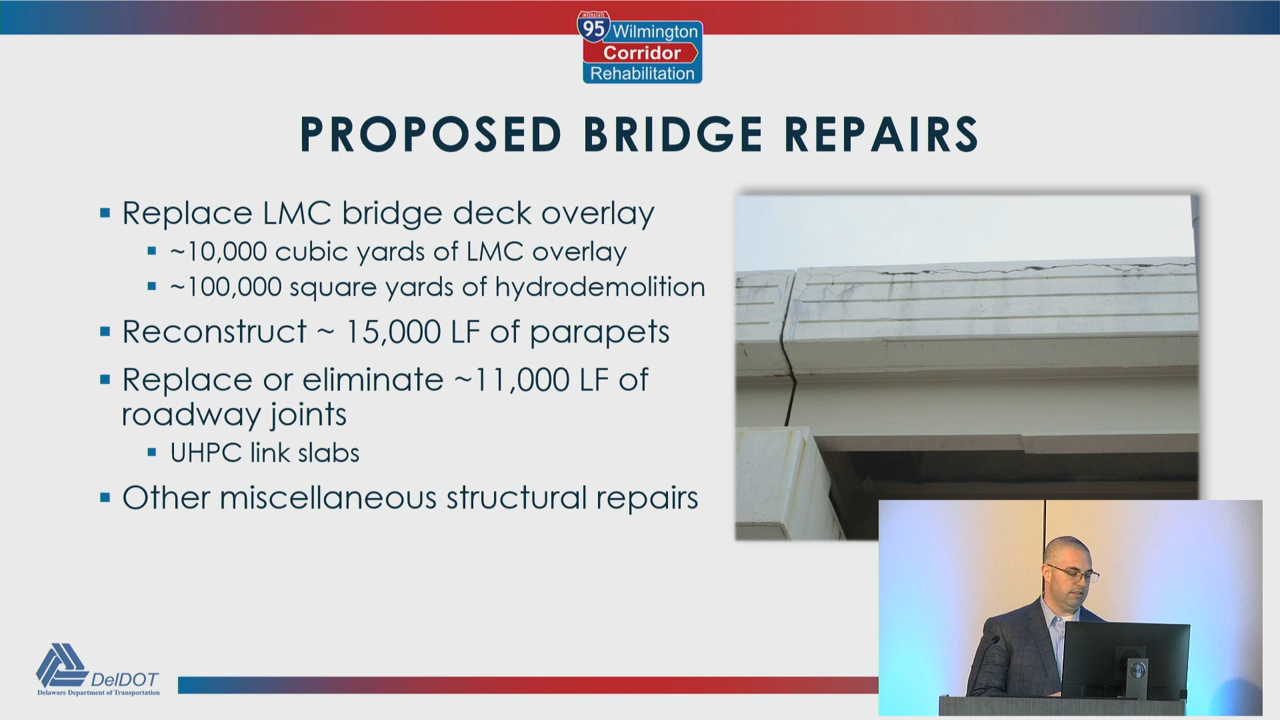 INTERSTATE
95
Wilmington
Corridor
Rehabilitation
PROPOSED BRIDGE REPAIRS
▪ Replace LMC bridge deck overlay
▪ ~10,000 cubic yards of LMC overlay
▪ ~100,000 square yards of hydrodemolition
▪ Reconstruct ~ 15,000 LF of parapets
▪ Replace or eliminate ~11,000 LF of
roadway joints
▪ UHPC link slabs
▪ Other miscellaneous structural repairs
DelDOT
Delaware Department of Transportation